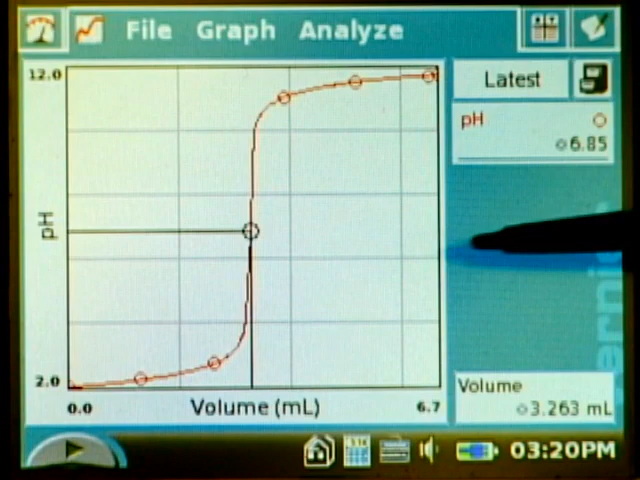 File Graph Analyze
12.0
Latest
pH
6.85
pH
2.0
0.0 Volume (mL) 6.7
Volume
3.263 mL
03:20PM